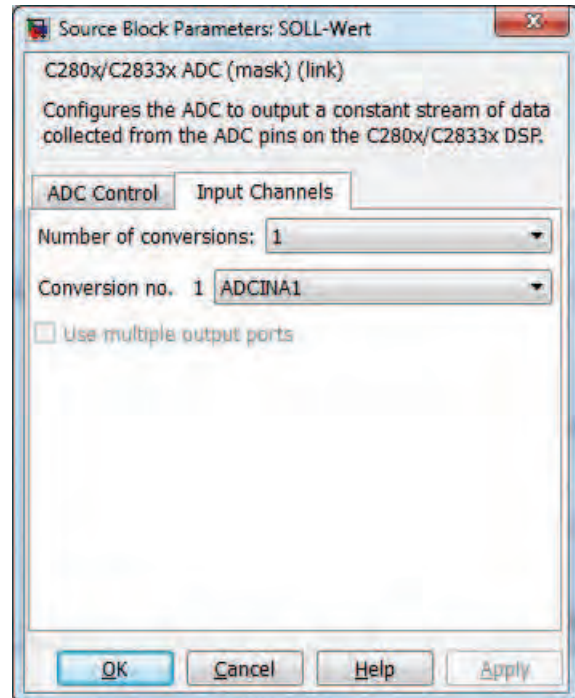 Source Block Parameters: SOLL-Wert
C280x/C2833x ADC (mask) (link)
Configures the ADC to output a constant stream of data
collected from the ADC pins on the C280x/C2833x DSP.
ADC Control Input Channels
Number of conversions: 1
Conversion no. 1 ADCINA1
Use multiple output ports
OK Cancel Help Apply